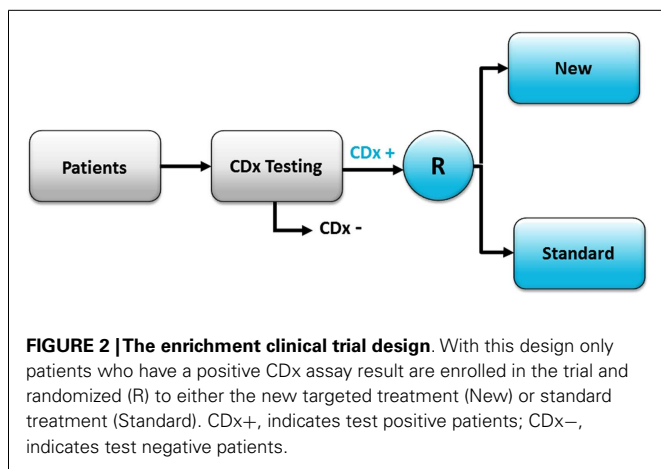 New
Patients
CDx Testing
CDx +
R
CDx -
Standard
FIGURE 2 | The enrichment clinical trial design. With this design only
patients who have a positive CDx assay result are enrolled in the trial and
randomized (R) to either the new targeted treatment (New) or standard
treatment (Standard). CDx+, indicates test positive patients; CDx−,
indicates test negative patients.